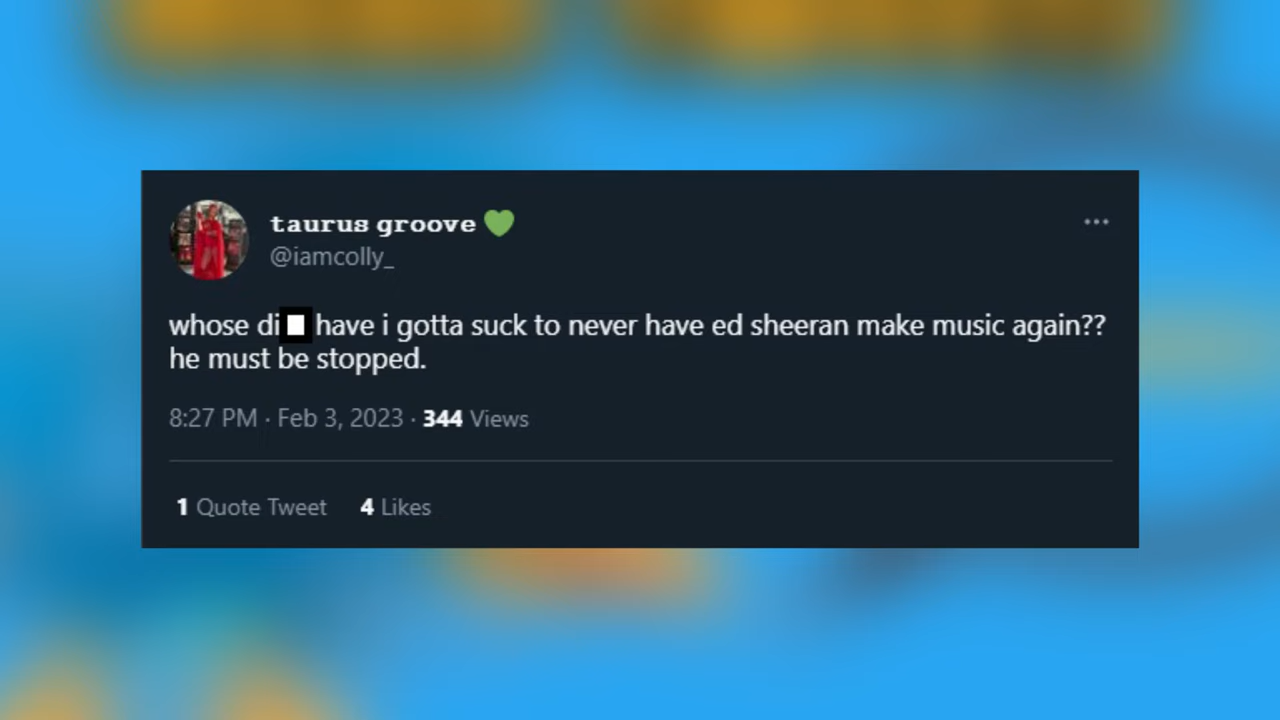 taurus groove 💚
@iamcolly_
whose di have i gotta suck to never have ed sheeran make music again??
he must be stopped.
8:27 PM · Feb 3, 2023 · 344 Views
1 Quote Tweet 4 Likes